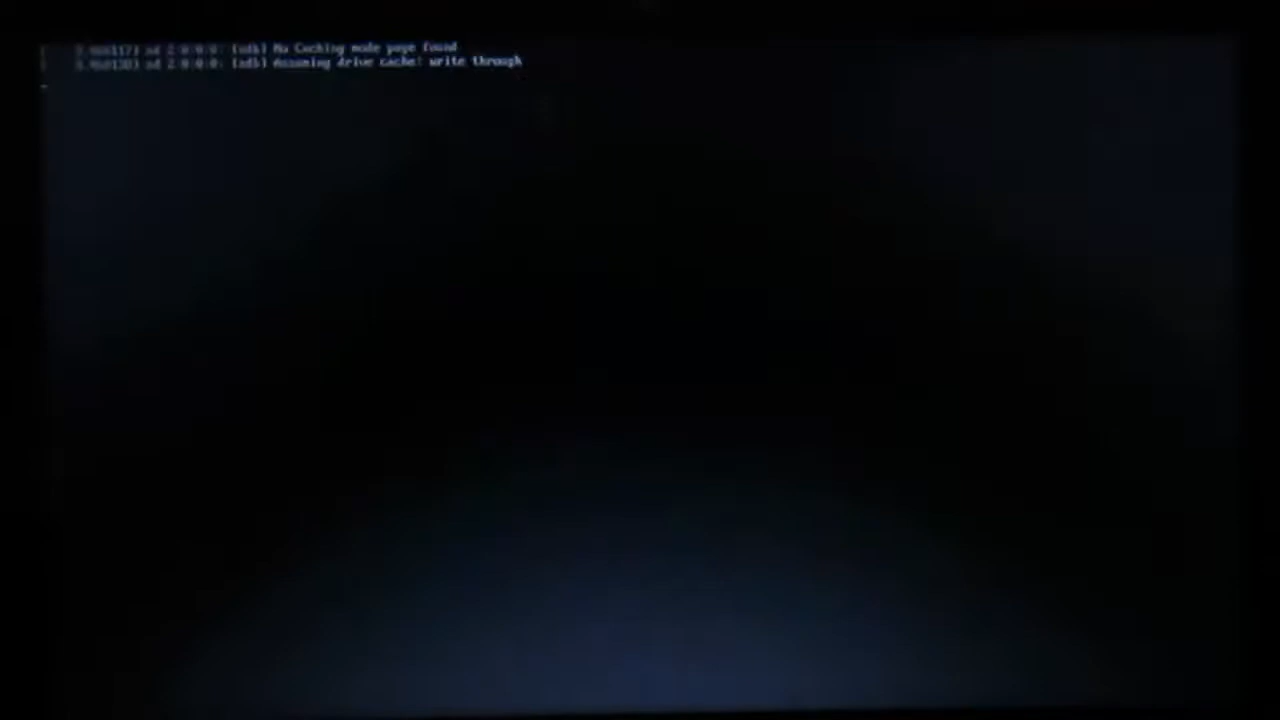 sd 2:0:0:0: [sdb] No Caching mode page found
sd 2:0:0:0: [sdb] Assuming drive cache: write through